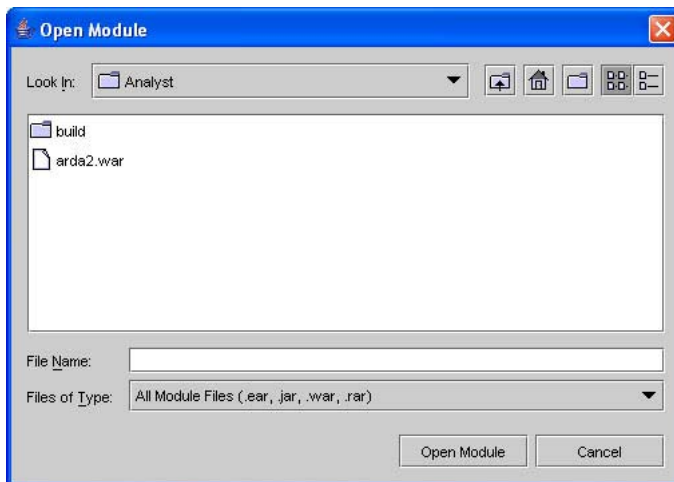 Open Module
Look In: Analyst
build
arda2.war
File Name:
Files of Type: All Module Files (.ear, .jar, .war, .rar)
Open Module Cancel